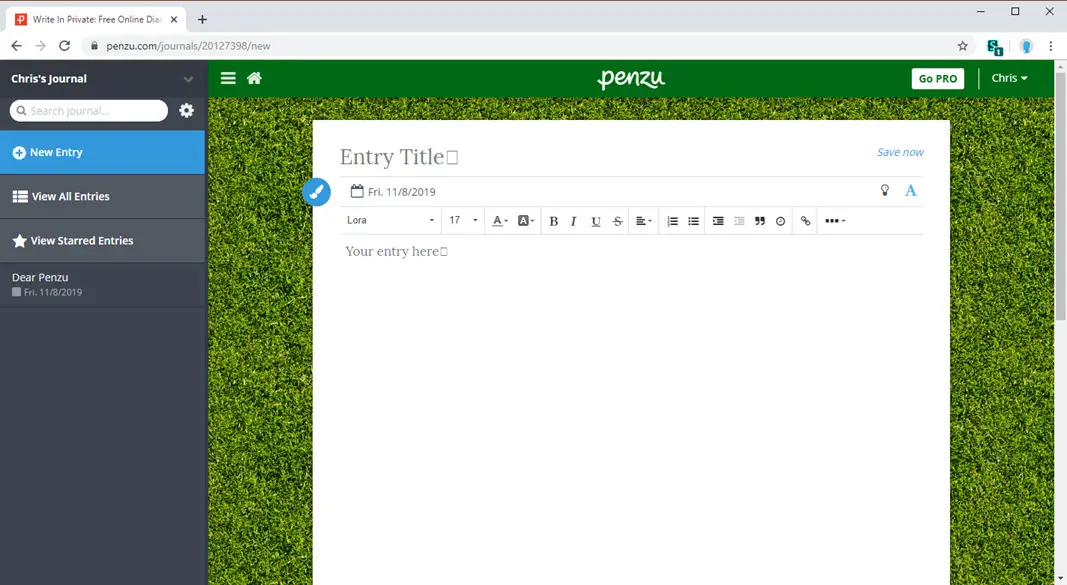 Write In Private: Free Online Dia
penzu.com/journals/20127398/new
Chris's Journal
Search journal...
New Entry
View All Entries
View Starred Entries
Dear Penzu
Fri. 11/8/2019
penzu
Go PRO
Chris
Entry Title
Save now
Fri. 11/8/2019
A
Lora
17
A
A
B
I
U
S
Your entry here